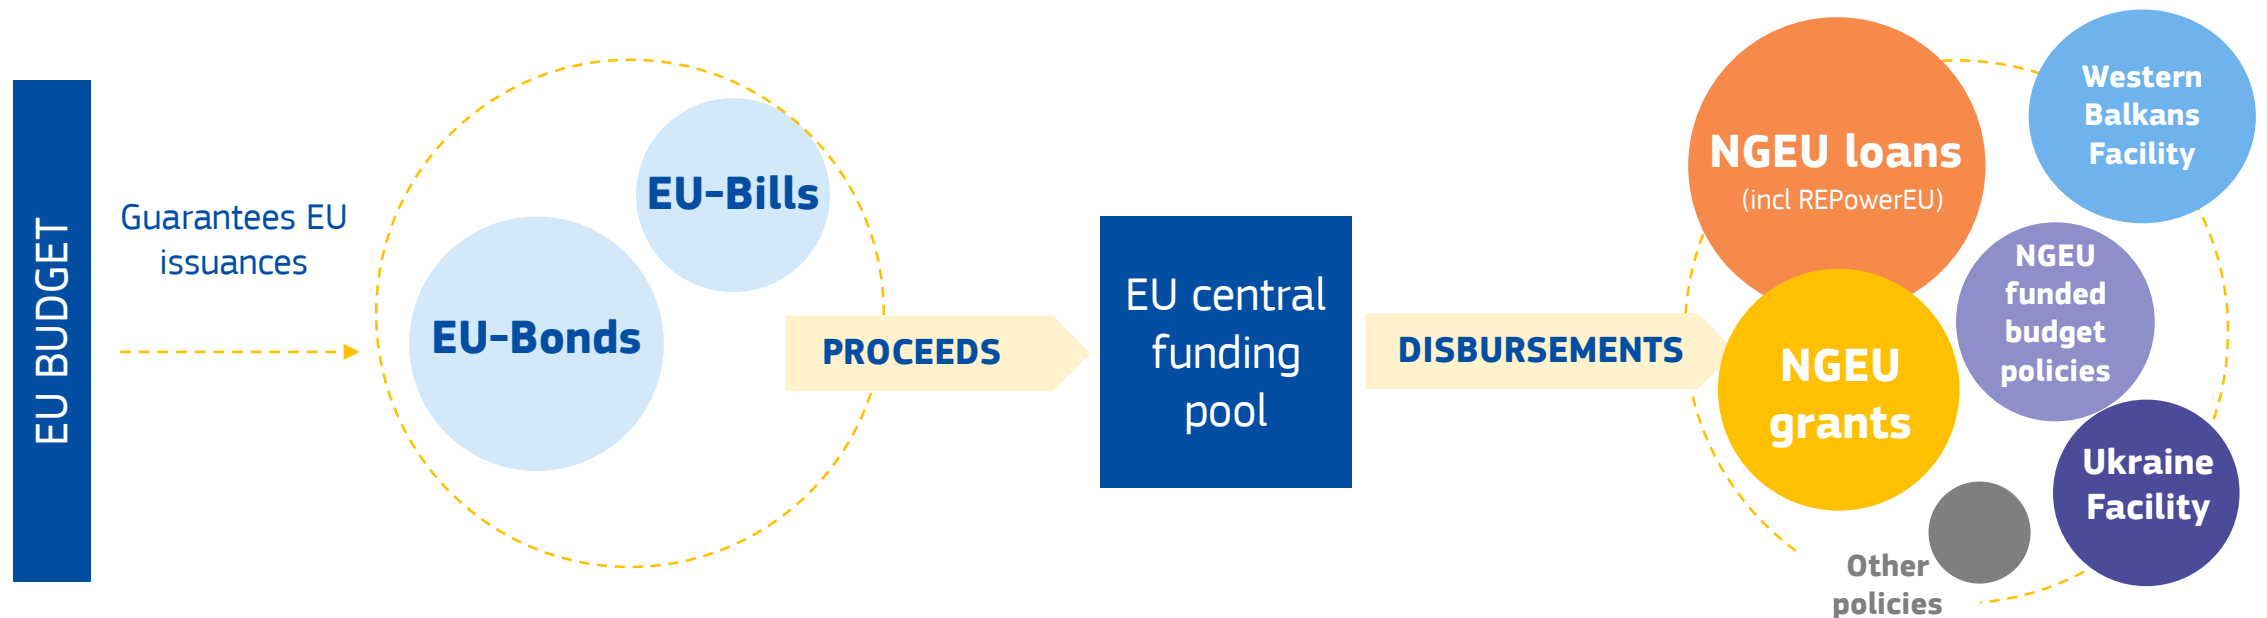 EU BUDGET
Guarantees EU
issuances
EU-Bills
EU-Bonds
PROCEEDS
EU central
funding
pool
DISBURSEMENTS
NGEU loans
(incl REPowerEU)
Western
Balkans
Facility
NGEU
funded
budget
policies
NGEU
grants
Ukraine
Facility
Other
policies